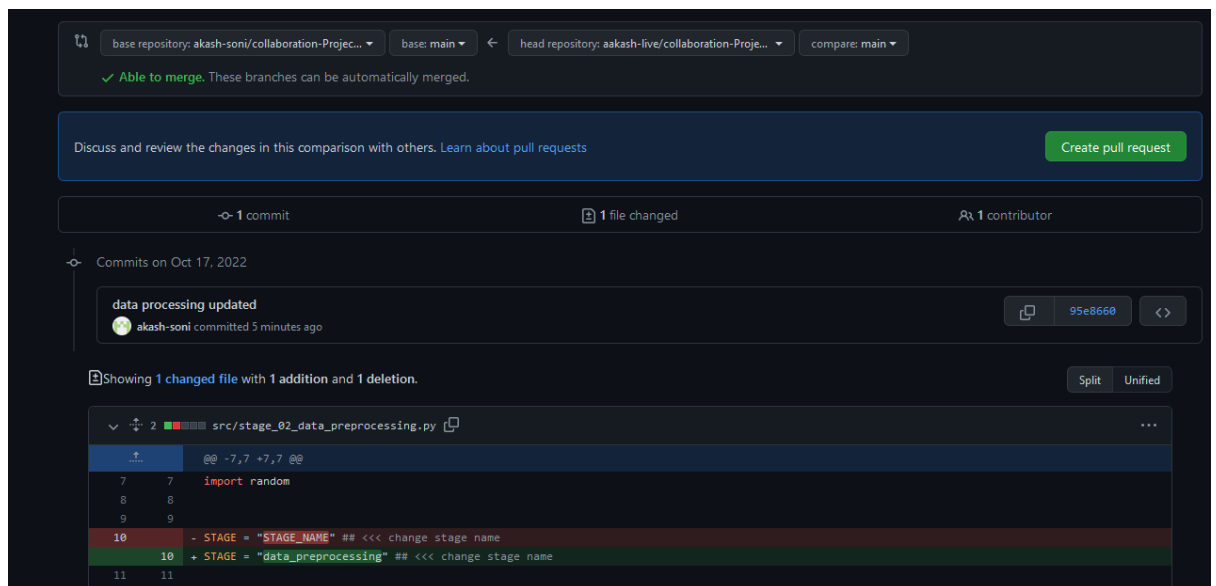 base repository: akash-soni/collaboration-Projec... base: main ← head repository: aakash-live/collaboration-Proje... compare: main
✓ Able to merge. These branches can be automatically merged.
Discuss and review the changes in this comparison with others. Learn about pull requests Create pull request
1 commit 1 file changed 1 contributor
Commits on Oct 17, 2022
data processing updated
akash-soni committed 5 minutes ago
95e8660 <>
Showing 1 changed file with 1 addition and 1 deletion. Split Unified
2 src/stage_02_data_preprocessing.py ...
@@ -7,7 +7,7 @@
7 7 import random
8 8
9 9
10 - STAGE = "STAGE_NAME" ## <<< change stage name
10 + STAGE = "data_preprocessing" ## <<< change stage name
11 11